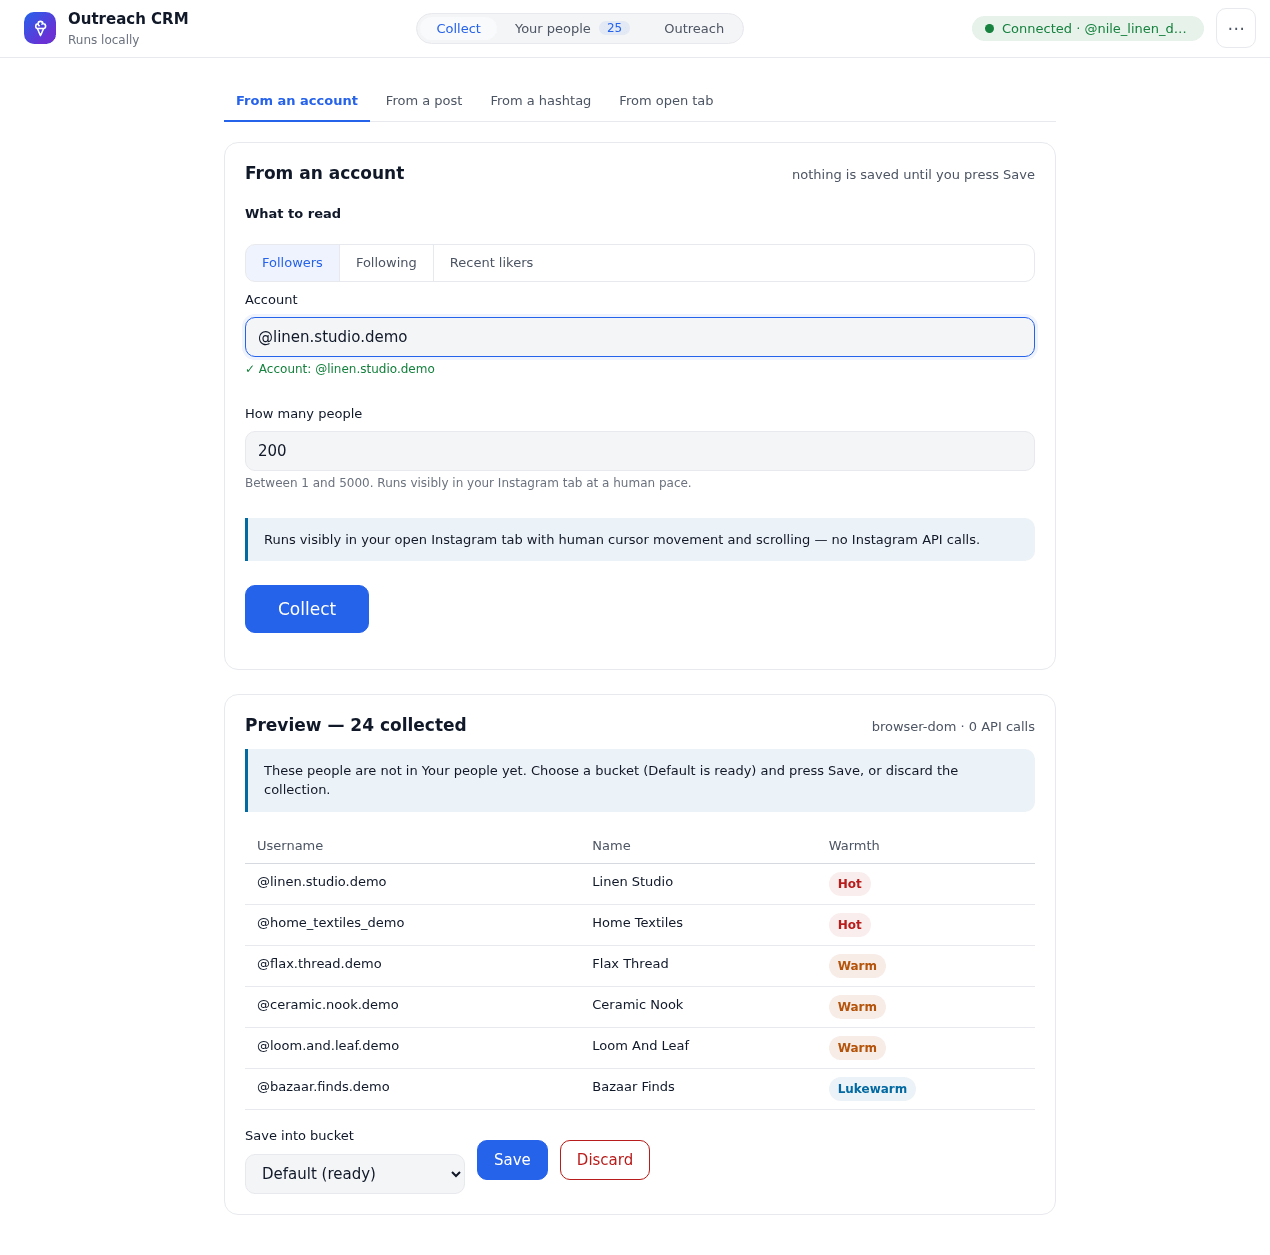 Outreach CRM
Runs locally
Collect
Your people 25
Outreach
Connected · @nile_linen_d…
···
From an account
From a post
From a hashtag
From open tab
From an account
nothing is saved until you press Save
What to read
Followers
Following
Recent likers
Account
@linen.studio.demo
✓ Account: @linen.studio.demo
How many people
200
Between 1 and 5000. Runs visibly in your Instagram tab at a human pace.
Runs visibly in your open Instagram tab with human cursor movement and scrolling — no Instagram API calls.
Collect
Preview — 24 collected
browser-dom · 0 API calls
These people are not in Your people yet. Choose a bucket (Default is ready) and press Save, or discard the
collection.
Username Name Warmth
@linen.studio.demo Linen Studio Hot
@home_textiles_demo Home Textiles Hot
@flax.thread.demo Flax Thread Warm
@ceramic.nook.demo Ceramic Nook Warm
@loom.and.leaf.demo Loom And Leaf Warm
@bazaar.finds.demo Bazaar Finds Lukewarm
Save into bucket
Default (ready)
Save
Discard